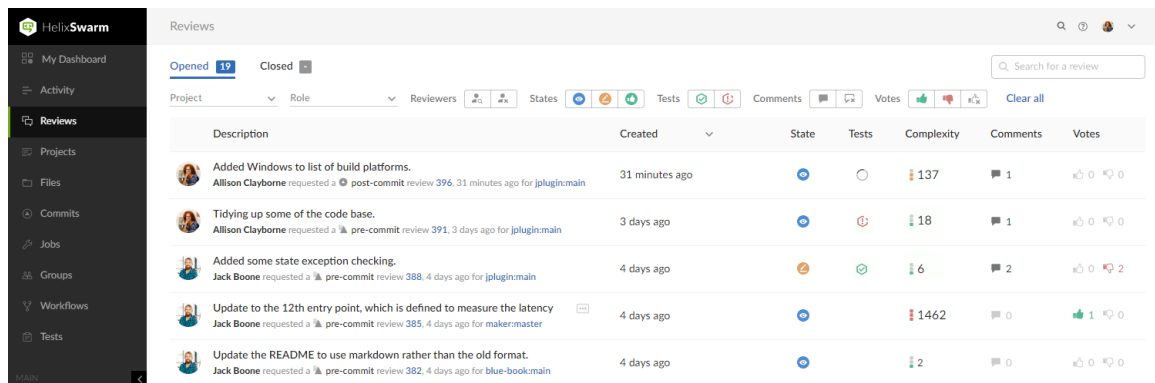 HelixSwarm
Reviews
My Dashboard
Opened 19 Closed -
Search for a review
Activity
Project Role Reviewers States Tests Comments Votes Clear all
Reviews
Description Created State Tests Complexity Comments Votes
Projects
Added Windows to list of build platforms.
31 minutes ago 137 1 0 0
Files
Allison Clayborne requested a post-commit review 396, 31 minutes ago for jplugin:main
Commits
Tidying up some of the code base.
3 days ago 18 1 0 0
Allison Clayborne requested a pre-commit review 391, 3 days ago for jplugin:main
Jobs
Added some state exception checking.
4 days ago 6 2 0 2
Groups
Jack Boone requested a pre-commit review 388, 4 days ago for jplugin:main
Workflows
Update to the 12th entry point, which is defined to measure the latency
4 days ago 1462 0 1 0
Jack Boone requested a pre-commit review 385, 4 days ago for maker:master
Tests
Update the README to use markdown rather than the old format.
4 days ago 2 0 0 0
Jack Boone requested a pre-commit review 382, 4 days ago for blue-book:main
MAIN